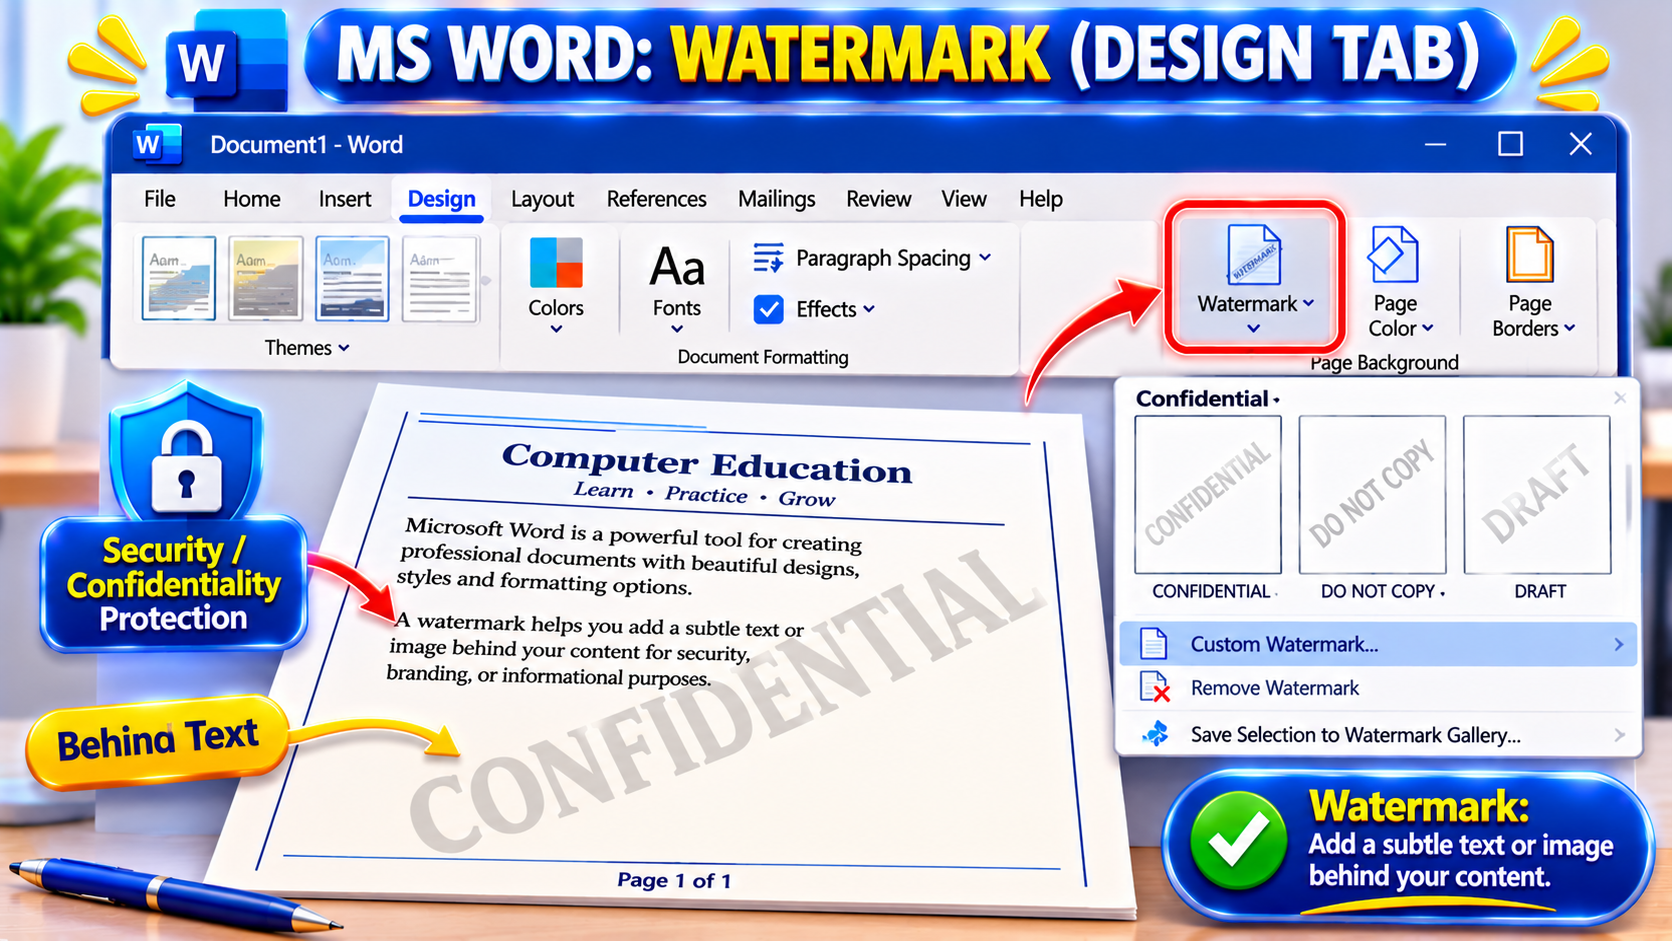 W
MS WORD: WATERMARK (DESIGN TAB)
W
Document1 - Word
File Home Insert Design Layout References Mailings Review View Help
Aam
Aam
Aam
Aam
Themes
Colors
Aa
Fonts
Paragraph Spacing
Effects
Document Formatting
WATERMARK
Watermark
Page
Color
Page
Borders
Page Background
Confidential
CONFIDENTIAL
DO NOT COPY
DRAFT
CONFIDENTIAL
DO NOT COPY
DRAFT
Custom Watermark...
Remove Watermark
Save Selection to Watermark Gallery...
Security /
Confidentiality
Protection
Behind Text
Computer Education
Learn • Practice • Grow
Microsoft Word is a powerful tool for creating
professional documents with beautiful designs,
styles and formatting options.
A watermark helps you add a subtle text or
image behind your content for security,
branding, or informational purposes.
CONFIDENTIAL
Page 1 of 1
Watermark:
Add a subtle text or image
behind your content.